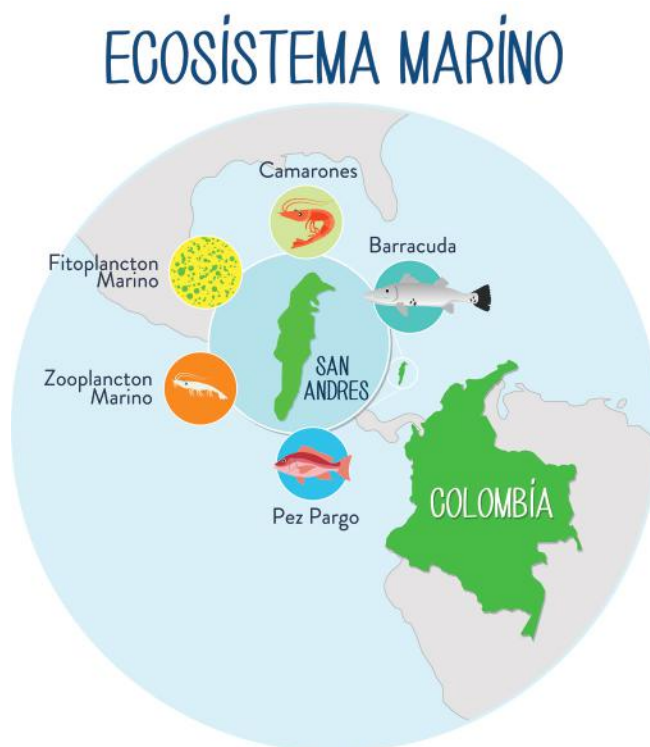 ECOSÍSTEMA MARÍNO
Camarones
Barracuda
Fitoplancton
Marino
Zooplancton
Marino
SAN
ANDRES
Pez Pargo
COLOMBÍA